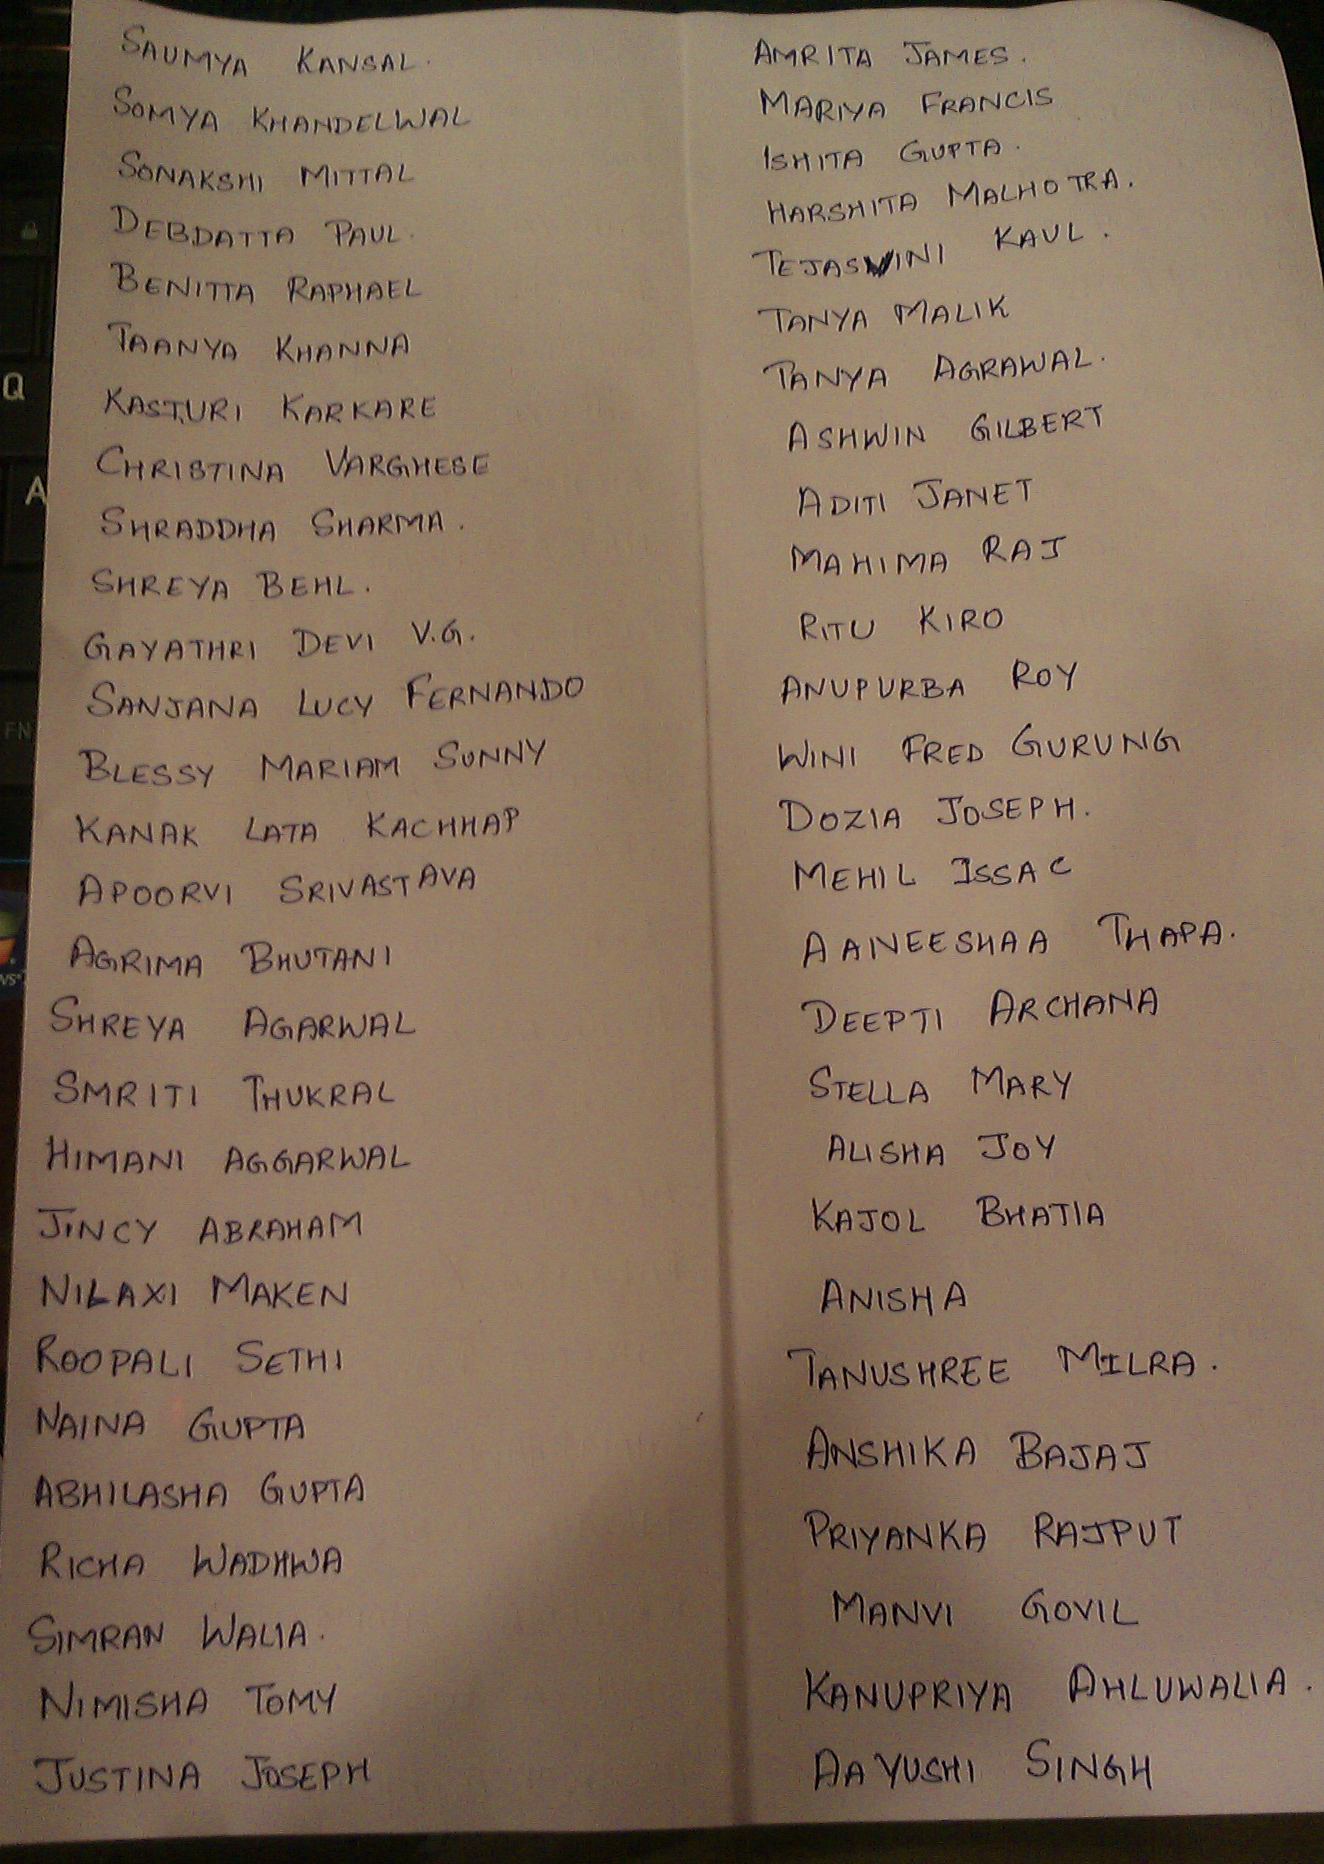 SAUMYA KANSAL.
SOMYA KHANDELWAL
SONAKSHI MITTAL
DEBDATTA PAUL.
BENITTA RAPHAEL
TAANYA KHANNA
KASTURI KARKARE
CHRISTINA VARGHESE
SHRADDHA SHARMA.
SHREYA BEHL.
GAYATHRI DEVI V.G.
SANJANA LUCY FERNANDO
BLESSY MARIAM SUNNY
KANAK LATA KACHHAP
APOORVI SRIVASTAVA
AGRIMA BHUTANI
SHREYA AGARWAL
SMRITI THUKRAL
HIMANI AGGARWAL
JINCY ABRAHAM
NILAXI MAKEN
ROOPALI SETHI
NAINA GUPTA
ABHILASHA GUPTA
RICHA WADHWA
SIMRAN WALIA.
NIMISHA TOMY
JUSTINA JOSEPH
AMRITA JAMES.
MARIYA FRANCIS
ISHITA GUPTA.
HARSHITA MALHOTRA.
TEJASWINI KAUL.
TANYA MALIK
TANYA AGRAWAL.
ASHWIN GILBERT
ADITI JANET
MAHIMA RAJ
RITU KIRO
ANUPURBA ROY
WINI FRED GURUNG
DOZIA JOSEPH.
MEHIL ISSAC
AANEESHAA THAPA.
DEEPTI ARCHANA
STELLA MARY
ALISHA JOY
KAJOL BHATIA
ANISHA
TANUSHREE MILRA.
ANSHIKA BAJAJ
PRIYANKA RAJPUT
MANVI GOVIL
KANUPRIYA AHLUWALIA.
AAYUSHI SINGH
Q
A
FN